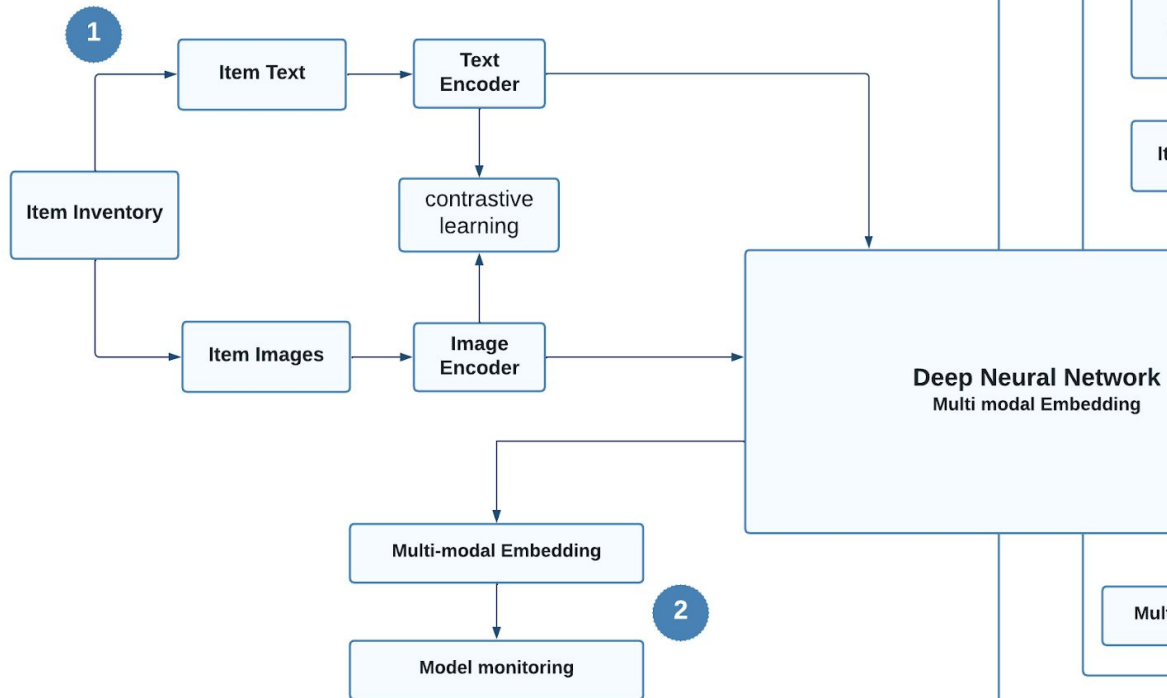 1
Item Text
Text
Encoder
Item Inventory
contrastive
learning
Item Images
Image
Encoder
Deep Neural Network
Multi modal Embedding
Multi-modal Embedding
2
Model monitoring